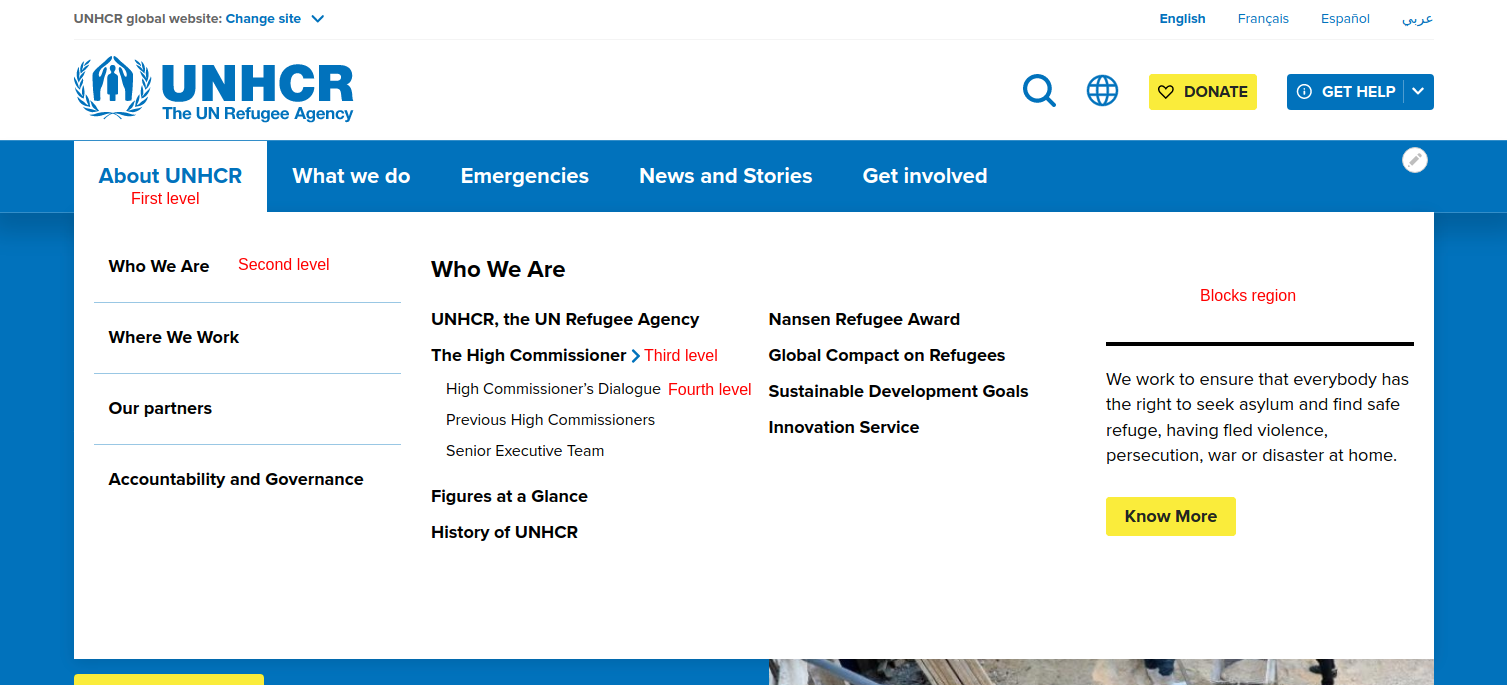 UNHCR global website: Change site
English Français Español عربي
UNHCR
The UN Refugee Agency
DONATE
GET HELP
About UNHCR What we do Emergencies News and Stories Get involved
First level
Who We Are Second level
Where We Work
Our partners
Accountability and Governance
Who We Are
UNHCR, the UN Refugee Agency
The High Commissioner Third level
High Commissioner’s Dialogue Fourth level
Previous High Commissioners
Senior Executive Team
Figures at a Glance
History of UNHCR
Nansen Refugee Award
Global Compact on Refugees
Sustainable Development Goals
Innovation Service
Blocks region
We work to ensure that everybody has
the right to seek asylum and find safe
refuge, having fled violence,
persecution, war or disaster at home.
Know More